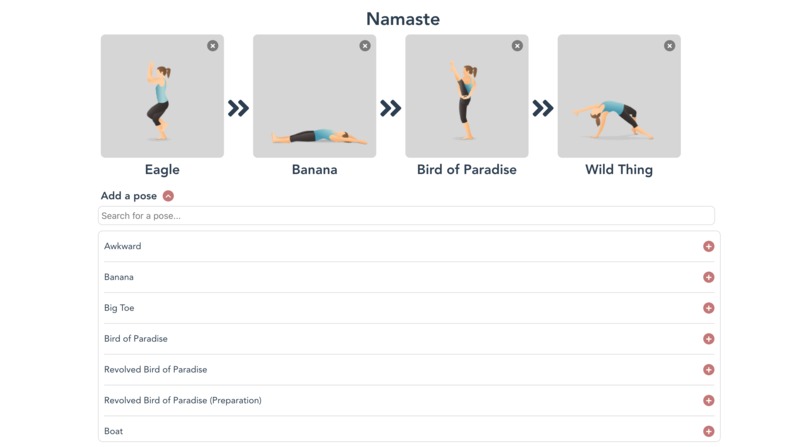 Namaste
Eagle
Banana
Bird of Paradise
Wild Thing
Add a pose
Search for a pose...
Awkward
Banana
Big Toe
Bird of Paradise
Revolved Bird of Paradise
Revolved Bird of Paradise (Preparation)
Boat